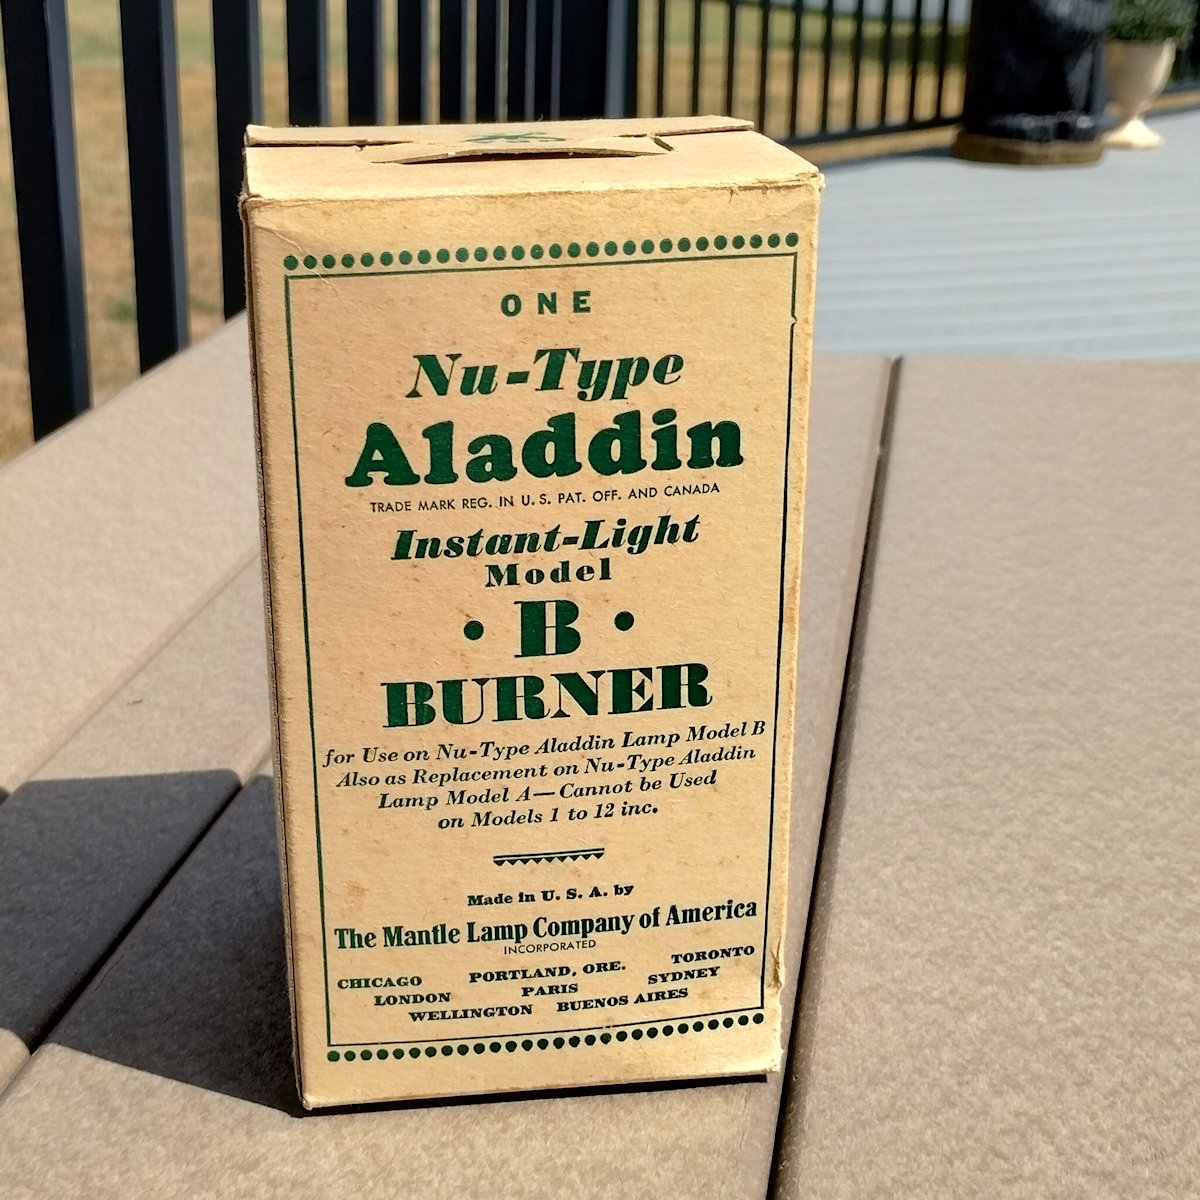 ONE
Nu-Type
Aladdin
TRADE MARK REG. IN U. S. PAT. OFF. AND CANADA
Instant-Light
Model
• B •
BURNER
for Use on Nu-Type Aladdin Lamp Model B
Also as Replacement on Nu-Type Aladdin
Lamp Model A—Cannot be Used
on Models 1 to 12 inc.
Made in U. S. A. by
The Mantle Lamp Company of America
INCORPORATED
CHICAGO PORTLAND, ORE. TORONTO
LONDON PARIS SYDNEY
WELLINGTON BUENOS AIRES